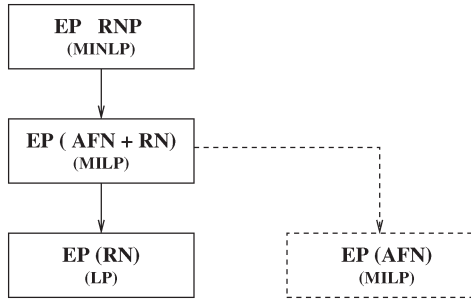 EP RNP
(MINLP)
EP ( AFN + RN)
(MILP)
EP (RN)
(LP)
EP (AFN)
(MILP)